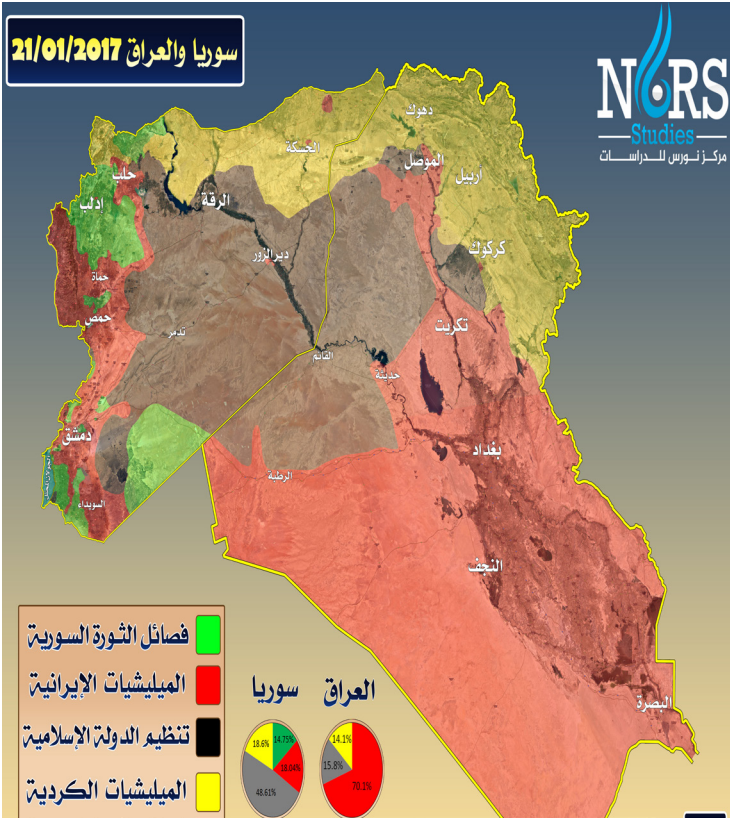 سوريا والعراق 21/01/2017
NORS
Studies
مركز نورس للدراسات
دهوك
الحسكة
الموصل
اربيل
حلب
الرقة
ادلب
كركوك
ديرالزور
حماة
حمص
تدمر
تكريت
القائم
حديثة
دمشق
بغداد
الرطبة
السويداء
النجف
البصرة
فصائل الثورة السورية
الميليشيات الإيرانية
تنظيم الدولة الإسلامية
الميليشيات الكردية
سوريا
18.6%
14.75%
18.04%
48.61%
العراق
14.1%
15.8%
70.1%